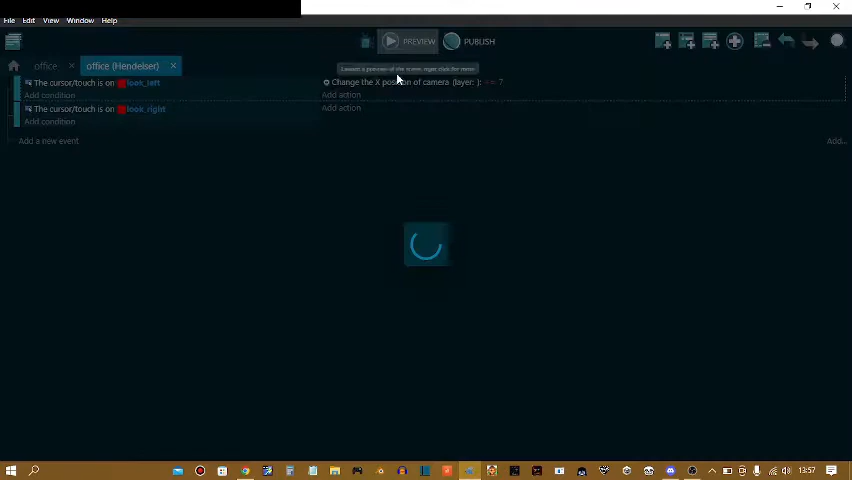 File Edit View Window Help
PREVIEW PUBLISH
office × office (Hendelser) ×
The cursor/touch is on look_left Change the X position of camera (layer: ):
Add condition Add action
The cursor/touch is on look_right Add action
Add condition
Add a new event Add...
13:57